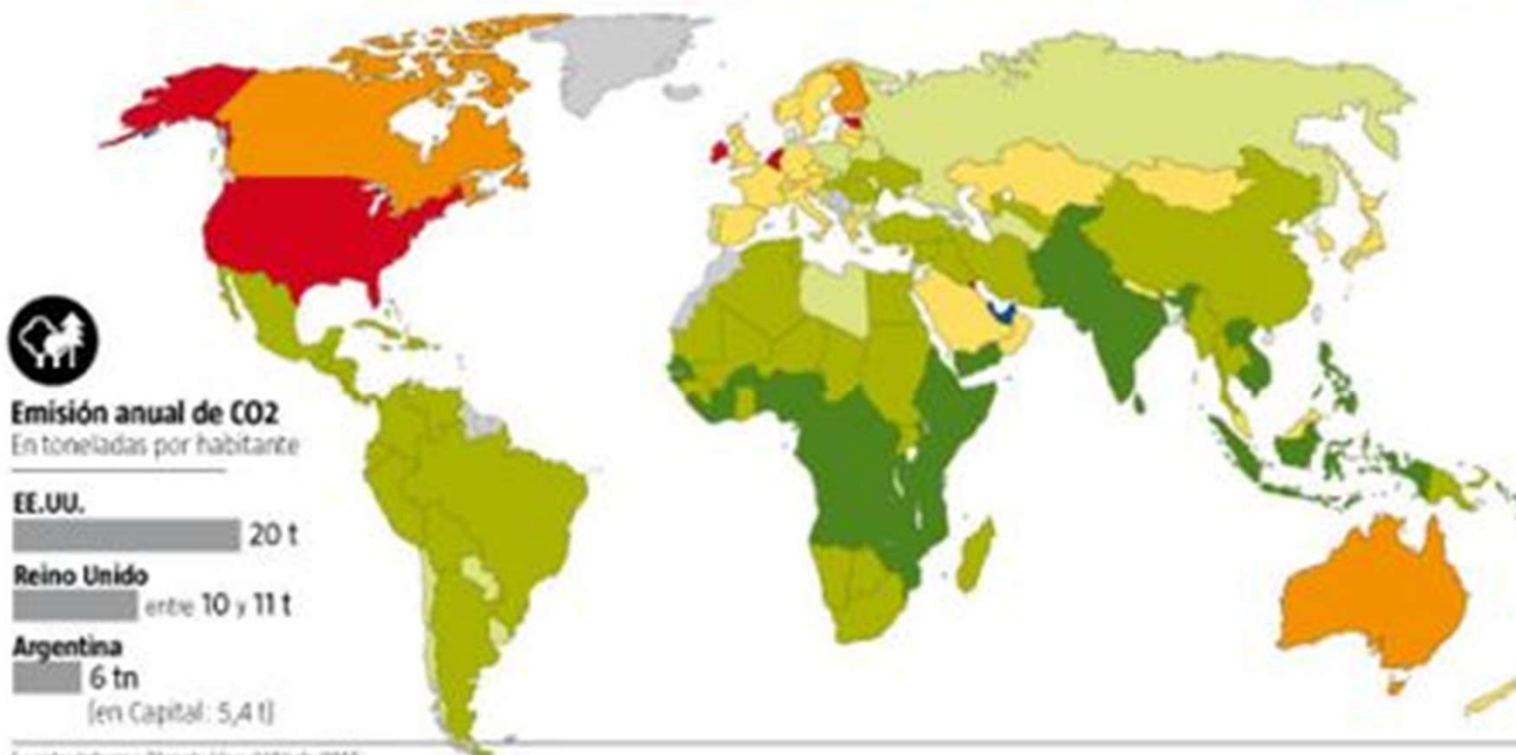 Emisión anual de CO2
En toneladas por habitante
EE.UU.
20 t
Reino Unido
entre 10 y 11 t
Argentina
6 tn
(en Capital: 5,4 t)